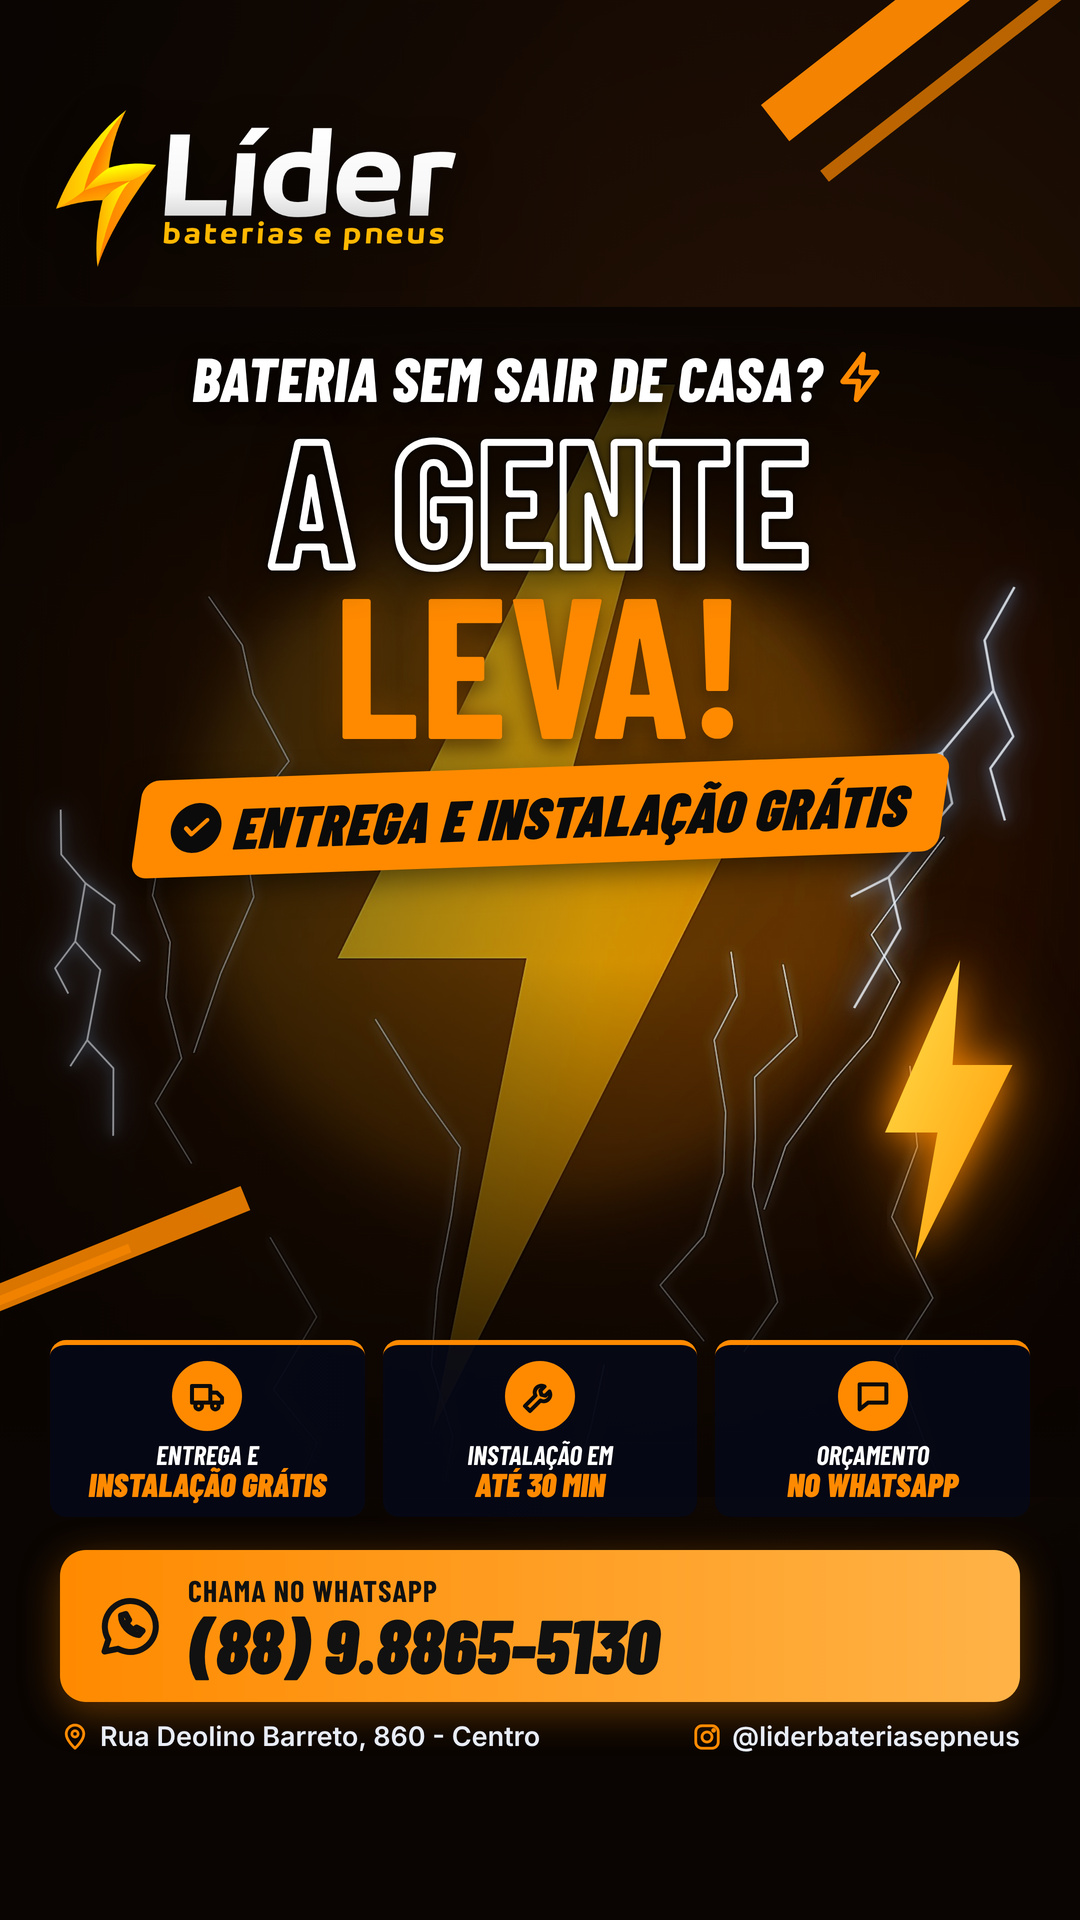 Líder
baterias e pneus
BATERIA SEM SAIR DE CASA?
A GENTE
LEVA!
ENTREGA E INSTALAÇÃO GRÁTIS
ENTREGA E
INSTALAÇÃO GRÁTIS
INSTALAÇÃO EM
ATÉ 30 MIN
ORÇAMENTO
NO WHATSAPP
CHAMA NO WHATSAPP
(88) 9.8865-5130
Rua Deolino Barreto, 860 - Centro
@liderbateriasepneus